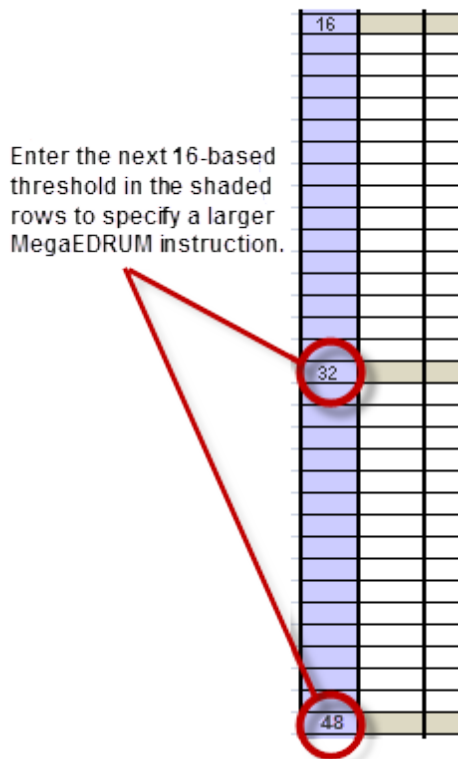 16
Enter the next 16-based
threshold in the shaded
rows to specify a larger
MegaEDRUM instruction.
32
48